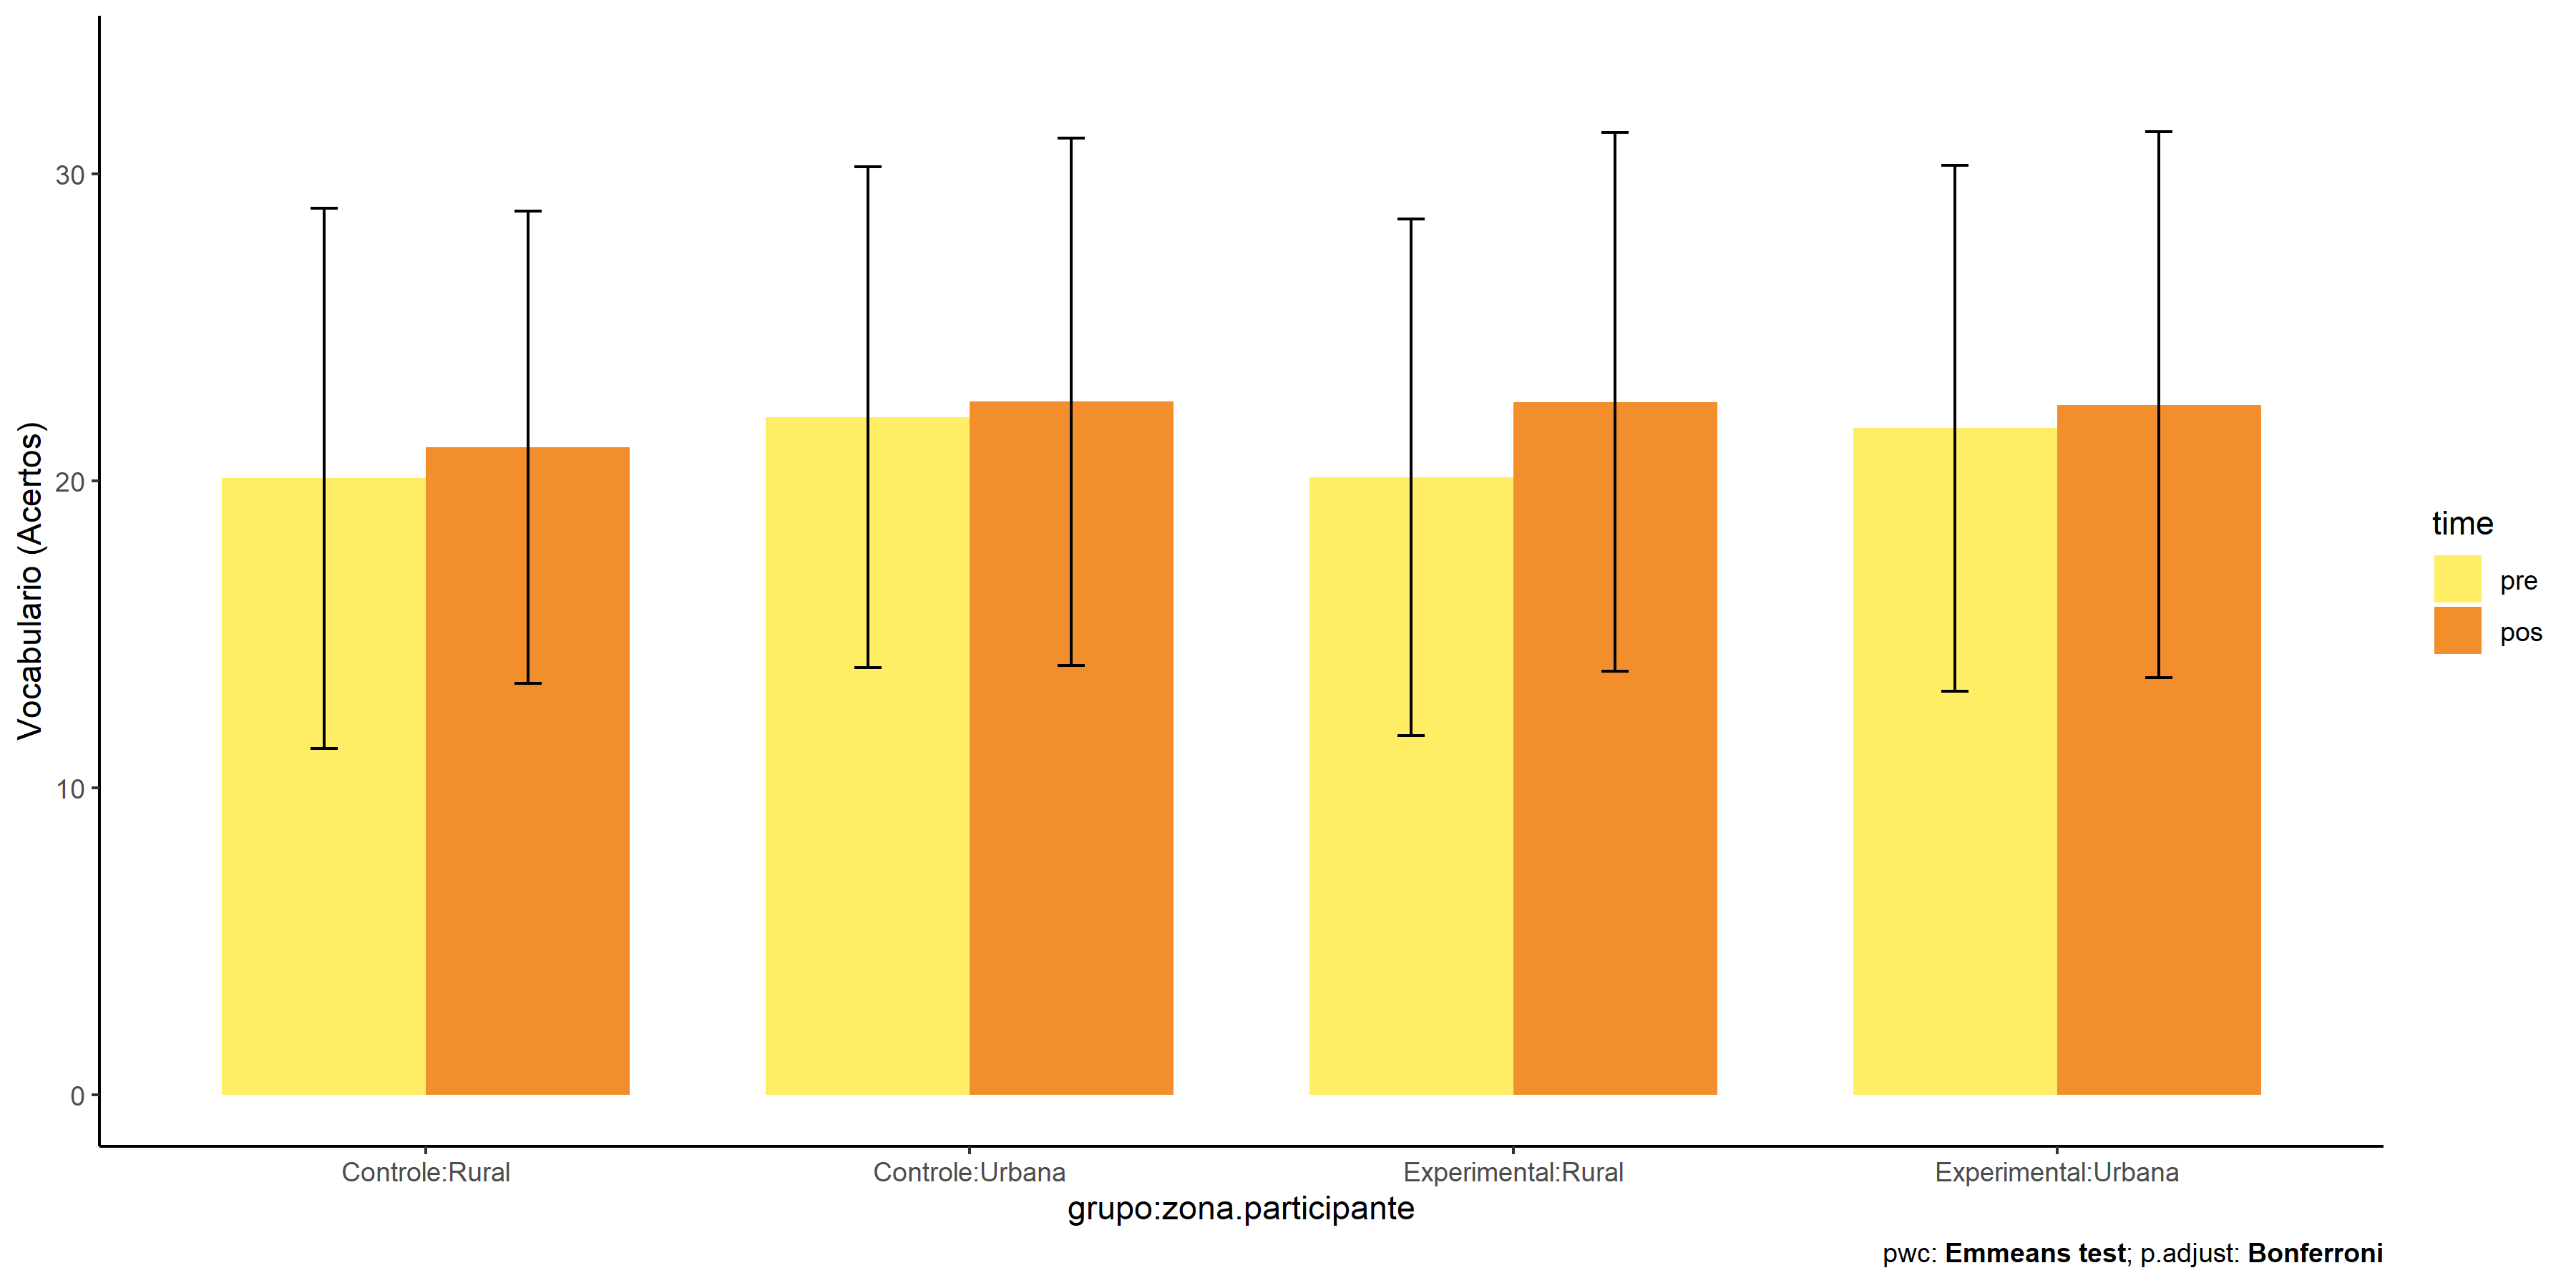 Vocabulario (Acertos)
30
20
10
0
Controle:Rural
Controle:Urbana
Experimental:Rural
Experimental:Urbana
grupo:zona.participante
time
pre
pos
pwc: Emmeans test; p.adjust: Bonferroni